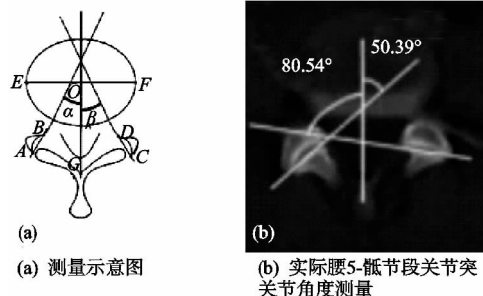 E
O
F
α
β
B
D
A
C
G
(a)
50.39°
80.54°
(b)
(a) 测量示意图
(b) 实际腰5-骶节段关节突
关节角度测量